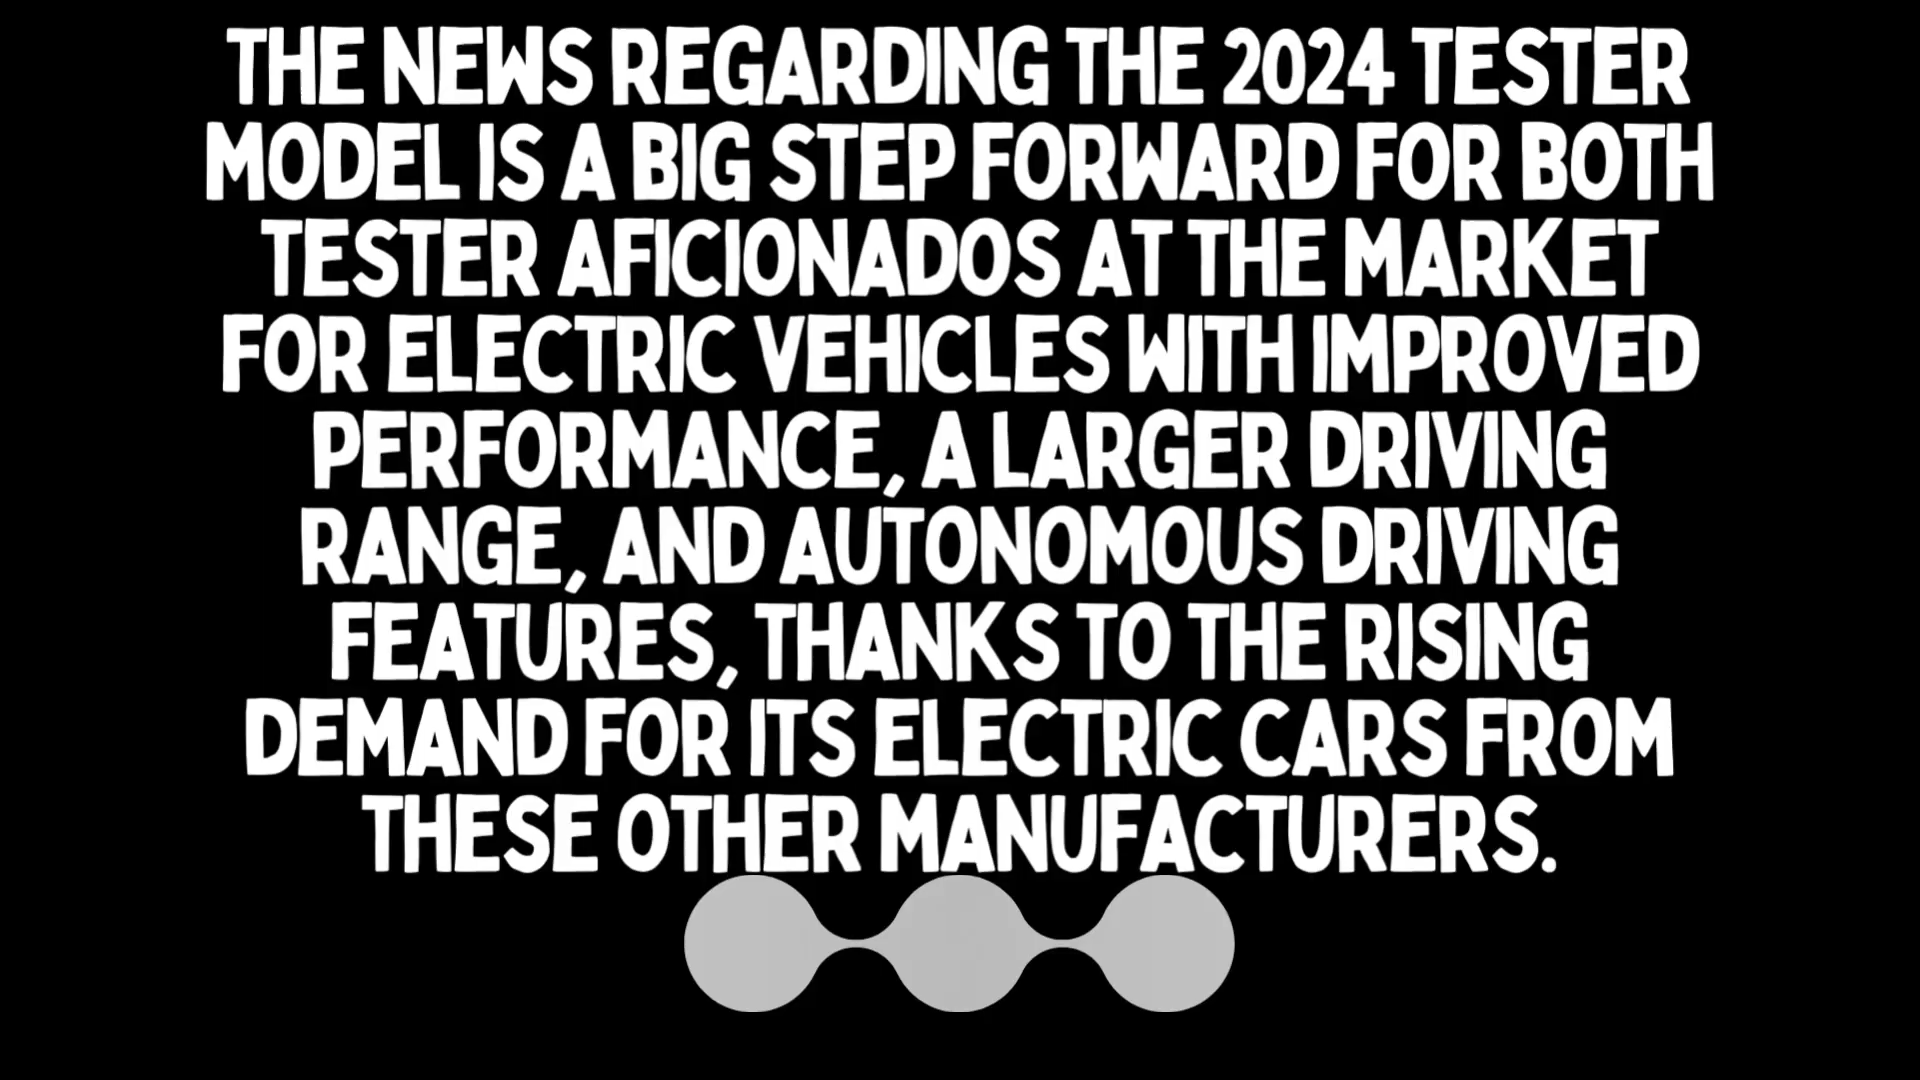 THE NEWS REGARDING THE 2024 TESTER
MODEL IS A BIG STEP FORWARD FOR BOTH
TESTER AFICIONADOS AT THE MARKET
FOR ELECTRIC VEHICLES WITH IMPROVED
PERFORMANCE, A LARGER DRIVING
RANGE, AND AUTONOMOUS DRIVING
FEATURES, THANKS TO THE RISING
DEMAND FOR ITS ELECTRIC CARS FROM
THESE OTHER MANUFACTURERS.